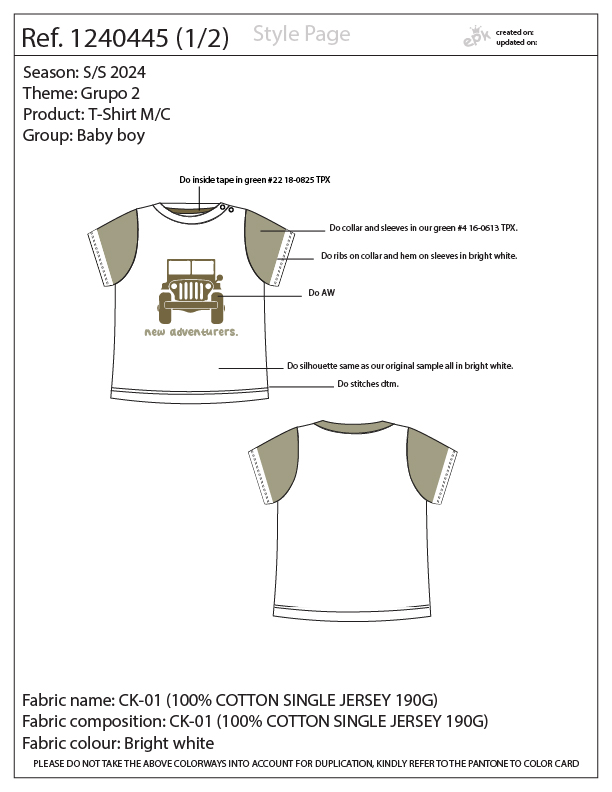 Ref. 1240445 (1/2)
Style Page
epk
created on:
updated on:
Season: S/S 2024
Theme: Grupo 2
Product: T-Shirt M/C
Group: Baby boy
Do inside tape in green #22 18-0825 TPX
Do collar and sleeves in our green #4 16-0613 TPX.
Do ribs on collar and hem on sleeves in bright white.
Do AW
new adventurers.
Do silhouette same as our original sample all in bright white.
Do stitches dtm.
Fabric name: CK-01 (100% COTTON SINGLE JERSEY 190G)
Fabric composition: CK-01 (100% COTTON SINGLE JERSEY 190G)
Fabric colour: Bright white
PLEASE DO NOT TAKE THE ABOVE COLORWAYS INTO ACCOUNT FOR DUPLICATION, KINDLY REFER TO THE PANTONE TO COLOR CARD